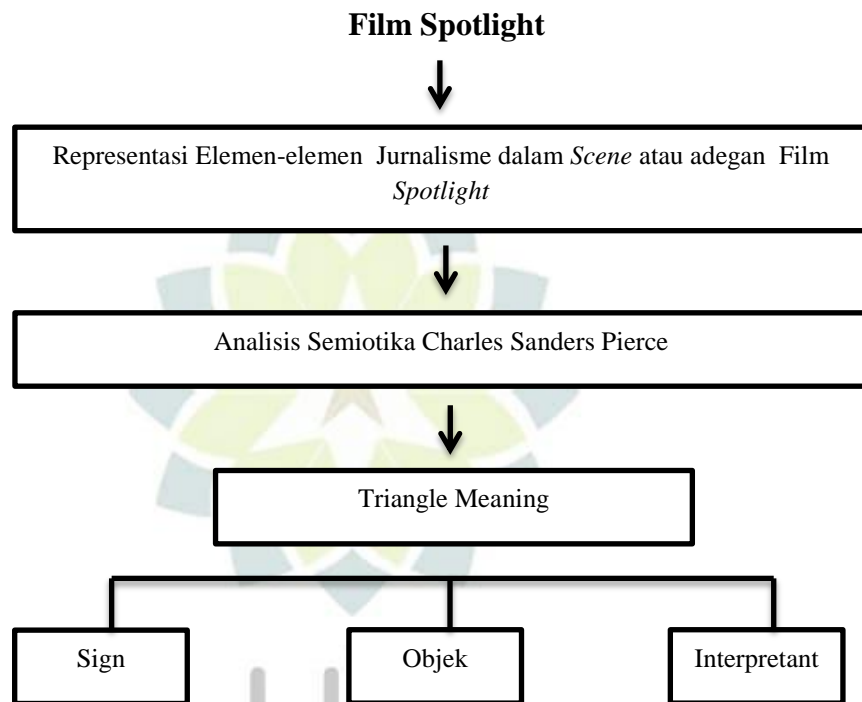 Film Spotlight
Representasi Elemen-elemen Jurnalisme dalam Scene atau adegan Film
Spotlight
Analisis Semiotika Charles Sanders Pierce
Triangle Meaning
Sign
Objek
Interpretant